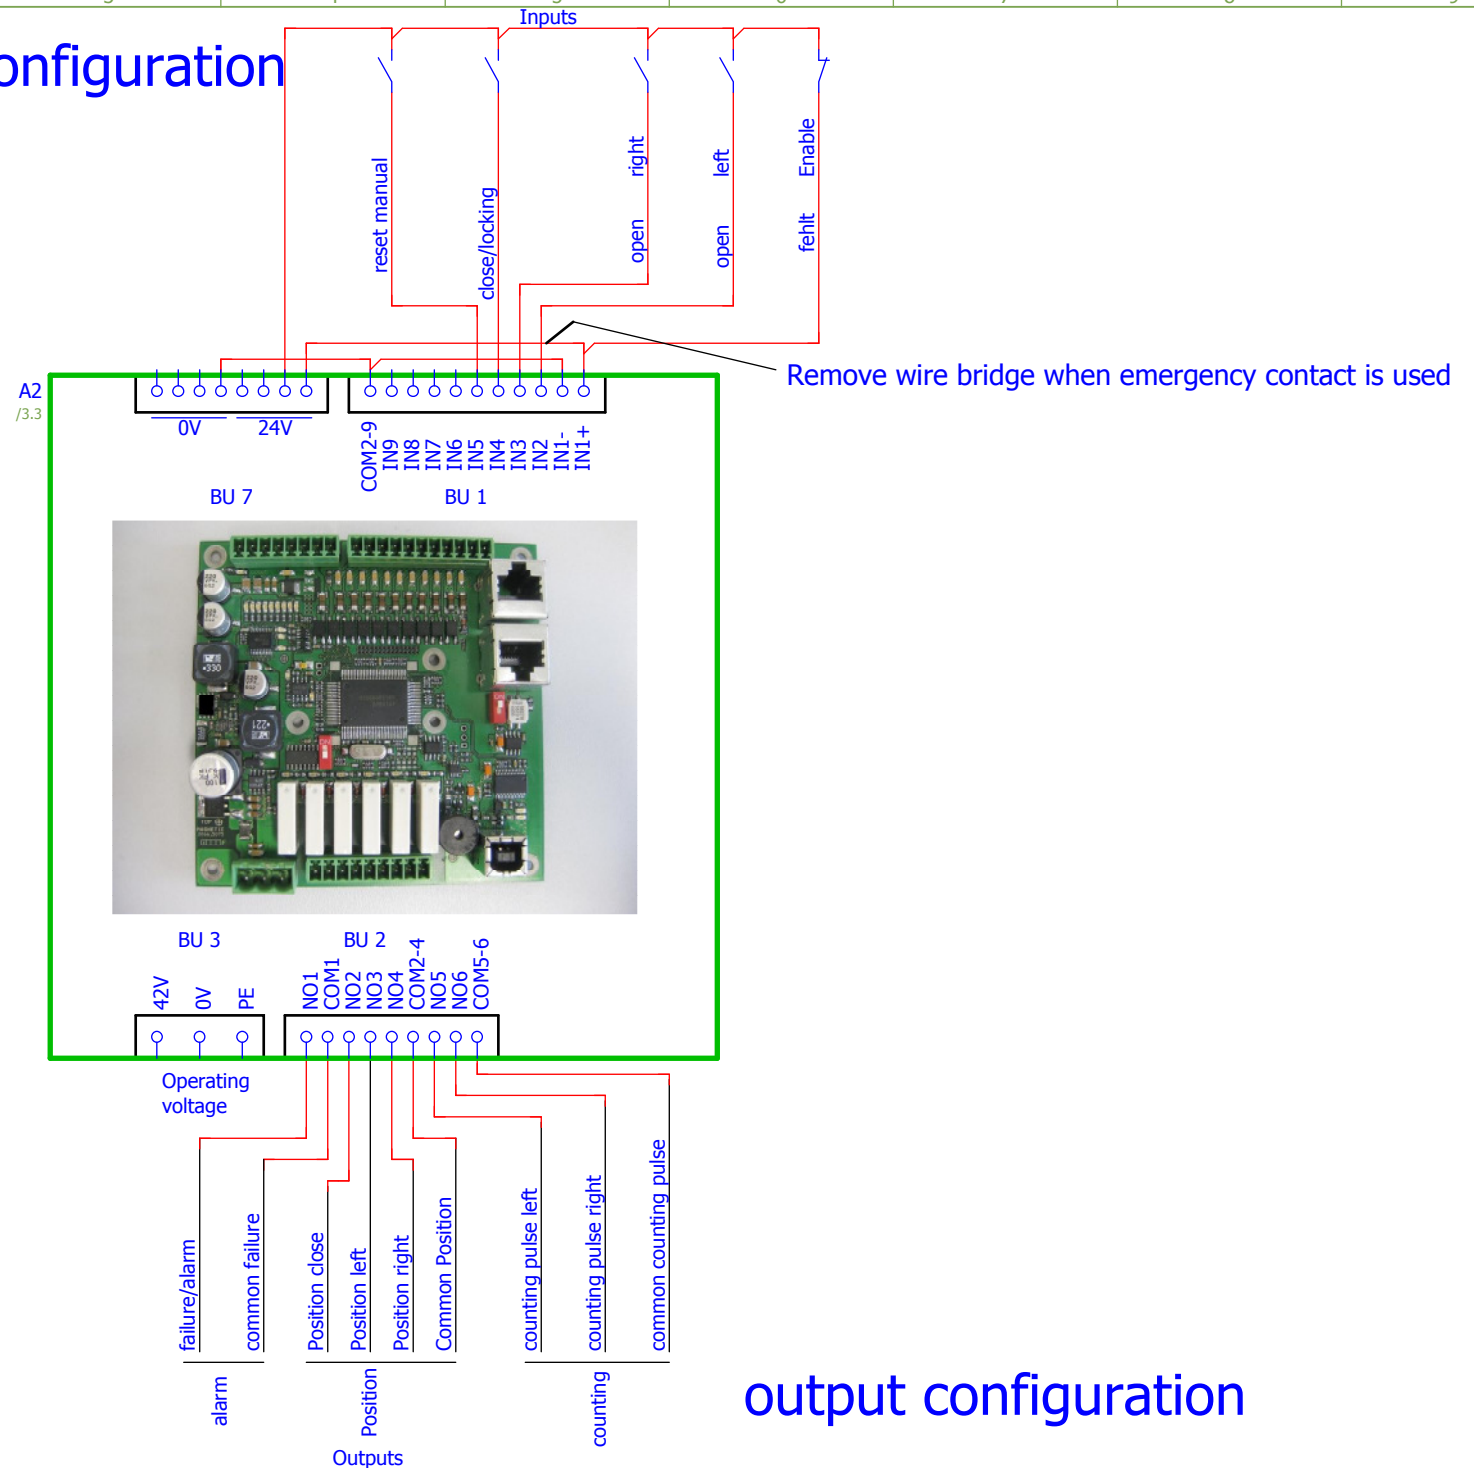 Inputs
onfiguration
reset manual
close/locking
open right
open left
fehlt Enable
Remove wire bridge when emergency contact is used
A2
/3.3
0V
24V
COM2-9
IN9
IN8
IN7
IN6
IN5
IN4
IN3
IN2
IN1-
IN1+
BU 7
BU 1
330
221
BU 3
BU 2
42V
0V
PE
NO1
COM1
NO2
NO3
NO4
COM2-4
NO5
NO6
COM5-6
Operating
voltage
failure/alarm
common failure
Position close
Position left
Position right
Common Position
counting pulse left
counting pulse right
common counting pulse
alarm
Position
counting
Outputs
output configuration